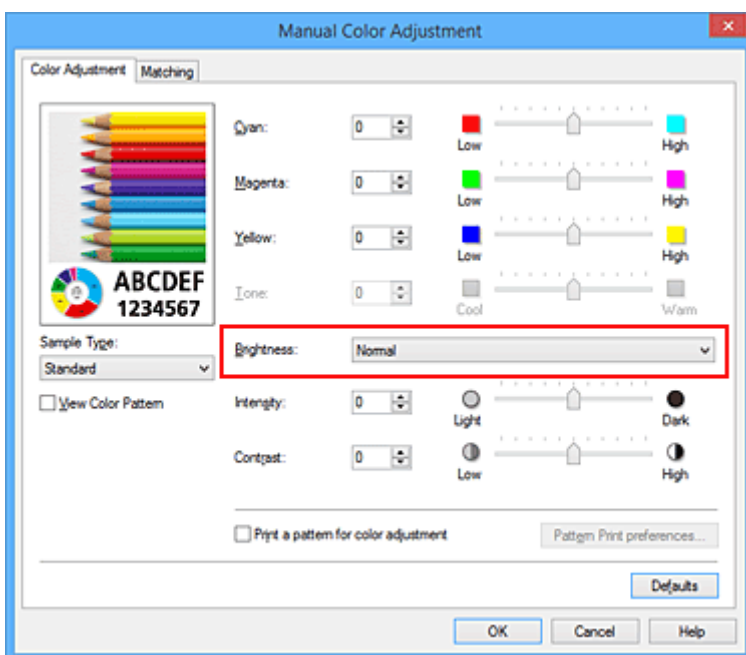 Manual Color Adjustment
Color Adjustment
Matching
ABCDEF
1234567
Sample Type:
Standard
View Color Pattern
Cyan:
0
Low
High
Magenta:
0
Low
High
Yellow:
0
Low
High
Tone:
0
Cool
Warm
Brightness:
Normal
Intensity:
0
Light
Dark
Contrast:
0
Low
High
Print a pattern for color adjustment
Pattern Print preferences...
Defaults
OK
Cancel
Help